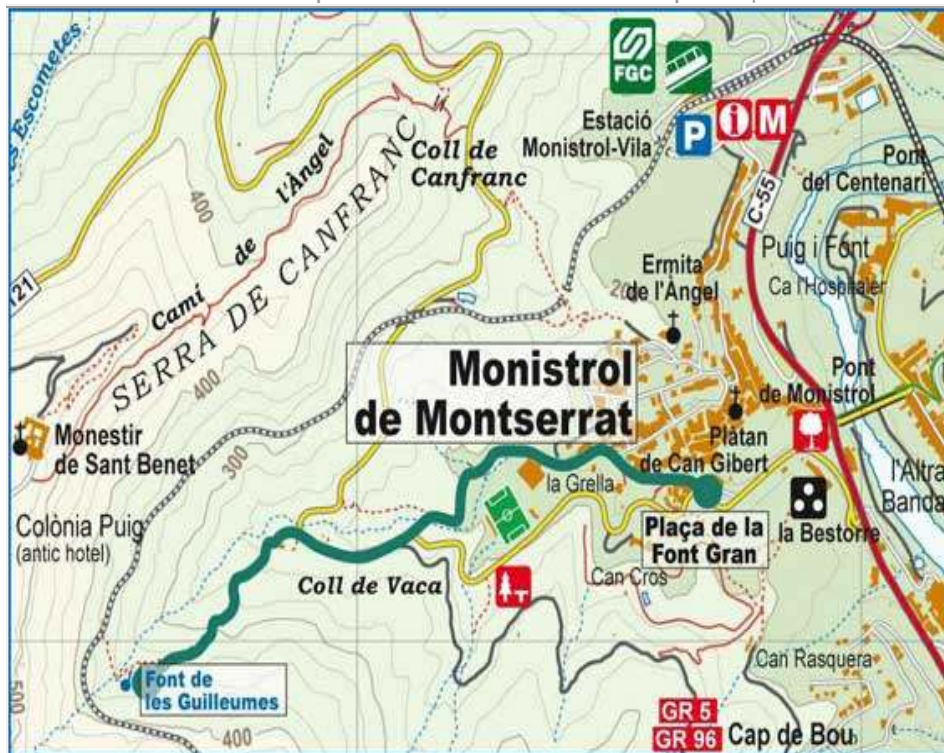 es Escometes
FGC
P
i
M
Estació
Monistrol-Vila
Coll de
Canfranc
Camí de l'Àngel
SERRA DE CANFRANC
400
400
300
500
400
C-55
Pont
del Centenari
Puig i Font
Ca l'Hospitaler
Ermita
de l'Àngel
20
121
Monistrol
de Montserrat
Pont
de Monistrol
Platan
de Can Gibert
Monestir
de Sant Benet
Colònia Puig
(antic hotel)
la Grella
l'Altra
Banda
Plaça de la
Font Gran
la Bestorre
Coll de Vaca
Can Cros
Can Rasquera
Font de
les Guilleumes
GR 5
GR 96
Cap de Bou